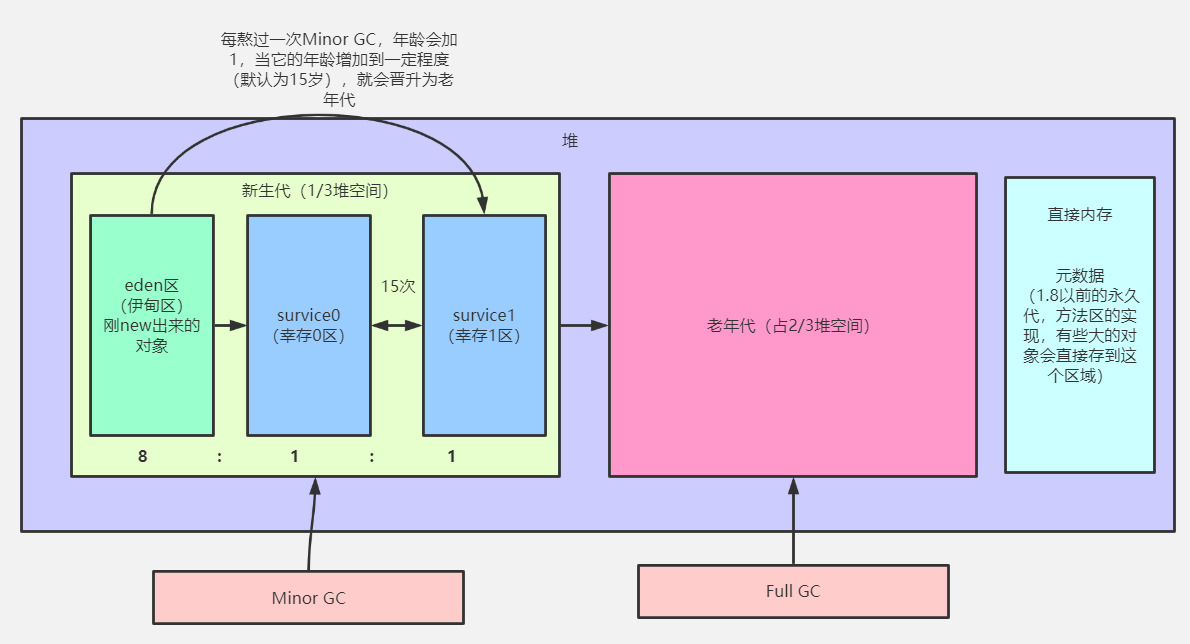 每熬过一次Minor GC，年龄会加
1，当它的年龄增加到一定程度
（默认为15岁），就会晋升为老
年代
堆
新生代（1/3堆空间）
eden区
（伊甸区）
刚new出来的
对象
survice0
（幸存0区）
15次
survice1
（幸存1区）
8 : 1 : 1
老年代（占2/3堆空间）
直接内存
元数据
（1.8以前的永久
代，方法区的实
现，有些大的对
象会直接存到这
个区域）
Minor GC
Full GC